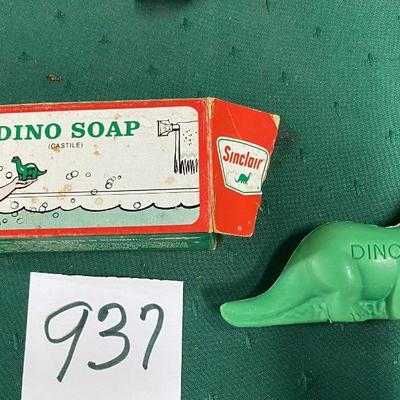 DINO SOAP
(CASTILE)
Sinclair
DINO
937